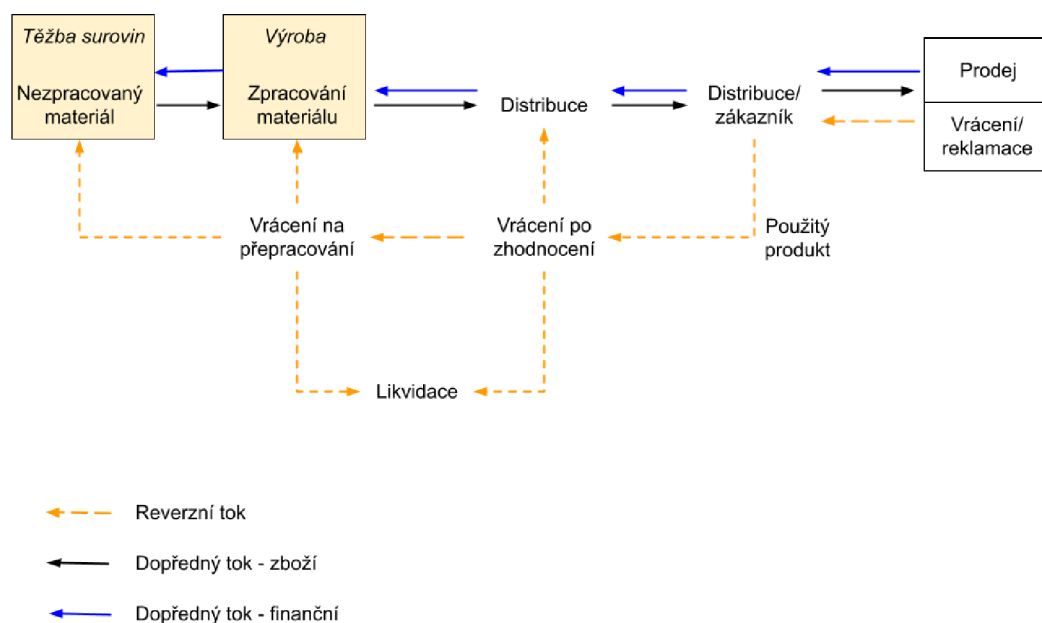 Těžba surovin
Nezpracovaný
materiál
Výroba
Zpracování
materiálu
Distribuce
Distribuce/
zákazník
Prodej
Vrácení/
reklamace
Vrácení na
přepracování
Vrácení po
zhodnocení
Použitý
produkt
Likvidace
Reverzní tok
Dopředný tok - zboží
Dopředný tok - finanční